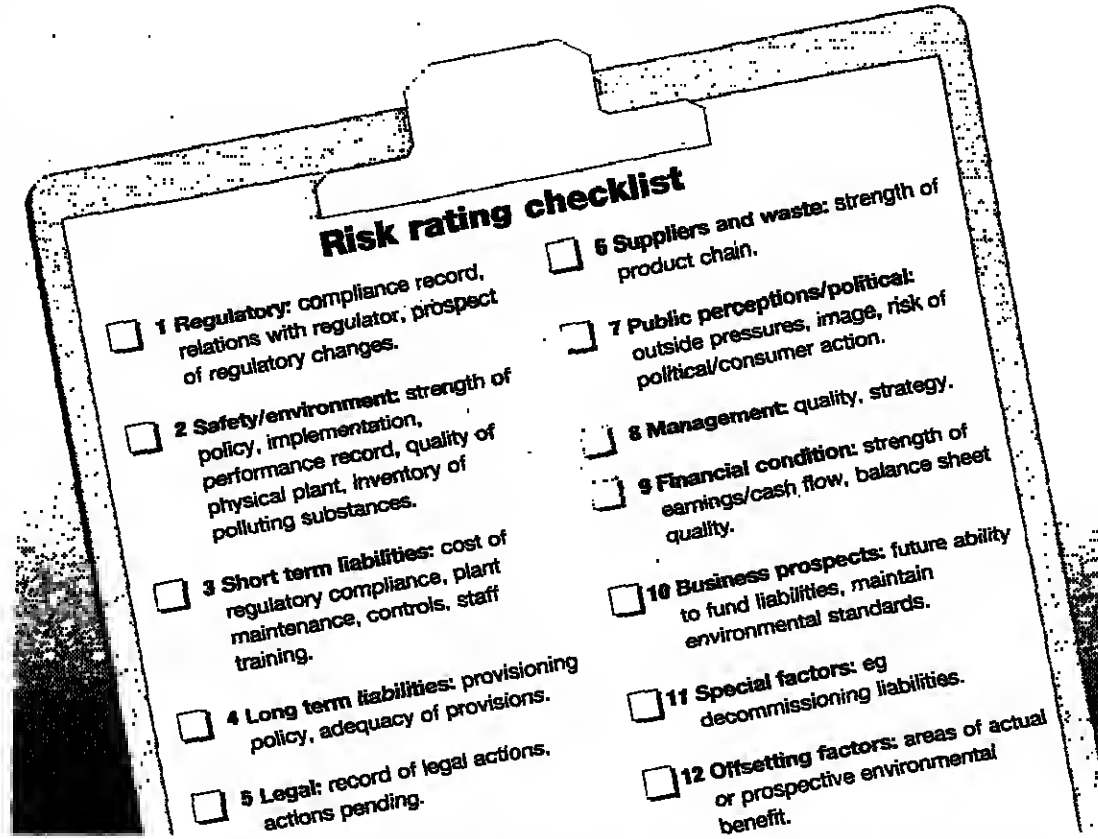 Risk rating checklist
1 Regulatory: compliance record,
relations with regulator, prospect
of regulatory changes.
2 Safety/environment: strength of
policy, implementation,
performance record, quality of
physical plant, inventory of
polluting substances.
3 Short term liabilities: cost of
regulatory compliance, plant
maintenance, controls, staff
training.
4 Long term liabilities: provisioning
policy, adequacy of provisions.
5 Legal: record of legal actions,
actions pending.
6 Suppliers and waste: strength of
product chain.
7 Public perceptions/political:
outside pressures, image, risk of
political/consumer action.
8 Management: quality, strategy.
9 Financial condition: strength of
earnings/cash flow, balance sheet
quality.
10 Business prospects: future ability
to fund liabilities, maintain
environmental standards.
11 Special factors: eg
decommissioning liabilities.
12 Offsetting factors: areas of actual
or prospective environmental
benefit.